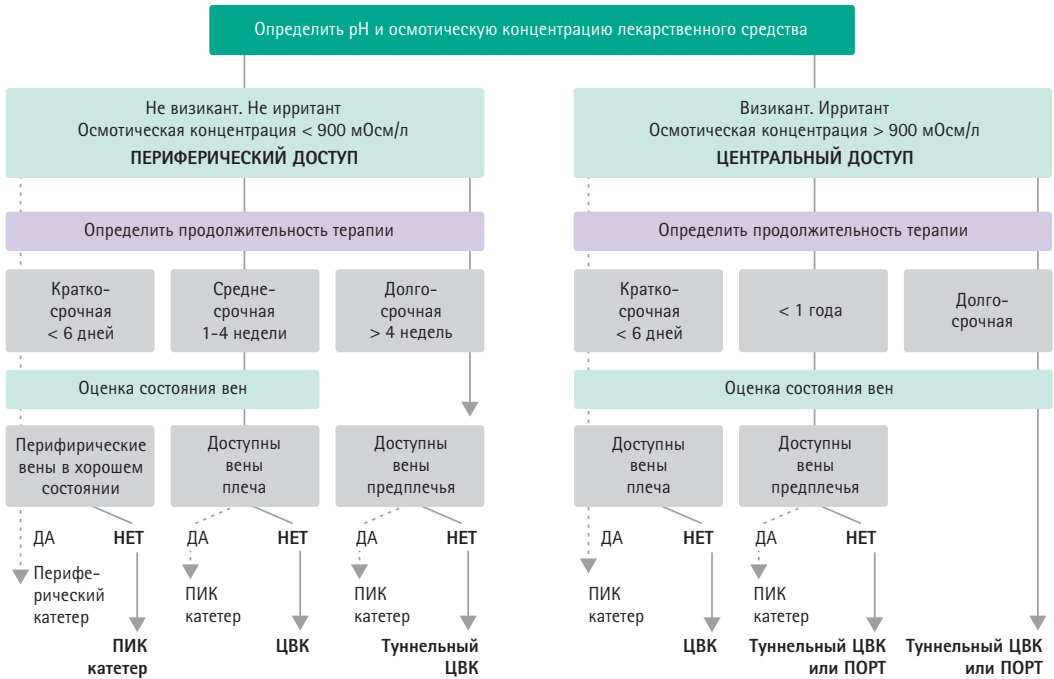 Определить pH и осмотическую концентрацию лекарственного средства
Не визикант. Не ирритант
Осмотическая концентрация < 900 мОсм/л
ПЕРИФЕРИЧЕСКИЙ ДОСТУП
Визикант. Ирритант
Осмотическая концентрация > 900 мОсм/л
ЦЕНТРАЛЬНЫЙ ДОСТУП
Определить продолжительность терапии
Определить продолжительность терапии
Кратко-
срочная
< 6 дней
Средне-
срочная
1-4 недели
Долго-
срочная
> 4 недель
Кратко-
срочная
< 6 дней
< 1 года
Долго-
срочная
Оценка состояния вен
Оценка состояния вен
Перифирические
вены в хорошем
состоянии
Доступны
вены
плеча
Доступны
вены
предплечья
Доступны
вены
плеча
Доступны
вены
предплечья
ДА
НЕТ
ДА
НЕТ
ДА
НЕТ
ДА
НЕТ
ДА
НЕТ
Перифе-
рический
катетер
ПИК
катетер
ПИК
катетер
ЦВК
ПИК
катетер
Туннельный
ЦВК
ПИК
катетер
ЦВК
ПИК
катетер
Туннельный ЦВК
или ПОРТ
Туннельный ЦВК
или ПОРТ